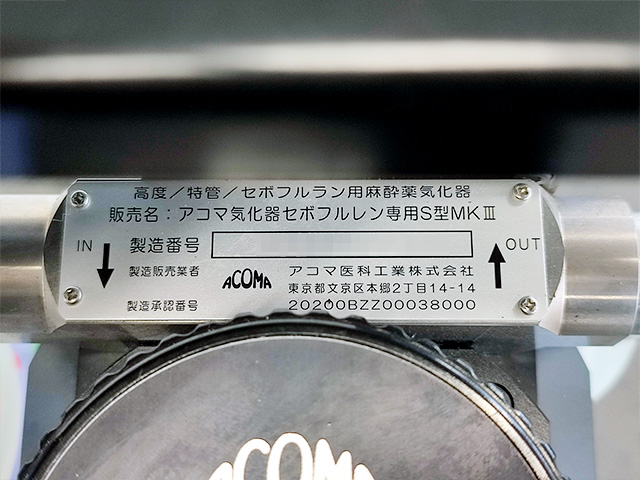 高度／特管／セボフルラン用麻酔薬気化器
販売名：アコマ気化器セボフルレン専用S型MKⅢ
IN 製造番号 OUT
製造販売業者 ACOMA アコマ医科工業株式会社
東京都文京区本郷2丁目14-14
製造承認番号 20200BZZ00038000
ACOMA